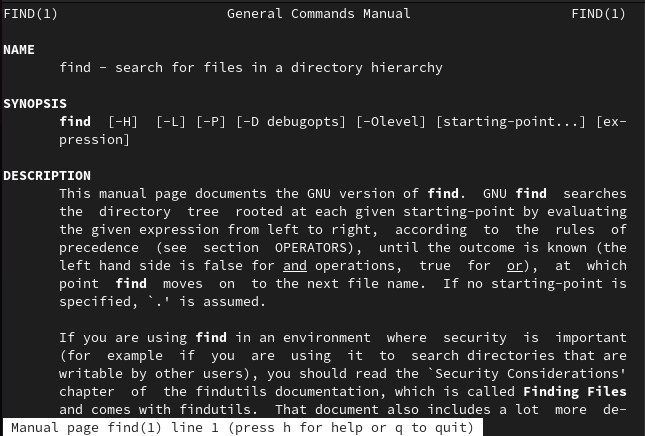 FIND(1) General Commands Manual FIND(1)
NAME
find - search for files in a directory hierarchy
SYNOPSIS
find [-H] [-L] [-P] [-D debugopts] [-Olevel] [starting-point...] [ex-
pression]
DESCRIPTION
This manual page documents the GNU version of find. GNU find searches
the directory tree rooted at each given starting-point by evaluating
the given expression from left to right, according to the rules of
precedence (see section OPERATORS), until the outcome is known (the
left hand side is false for and operations, true for or), at which
point find moves on to the next file name. If no starting-point is
specified, `.' is assumed.
If you are using find in an environment where security is important
(for example if you are using it to search directories that are
writable by other users), you should read the `Security Considerations'
chapter of the findutils documentation, which is called Finding Files
and comes with findutils. That document also includes a lot more de-
Manual page find(1) line 1 (press h for help or q to quit)